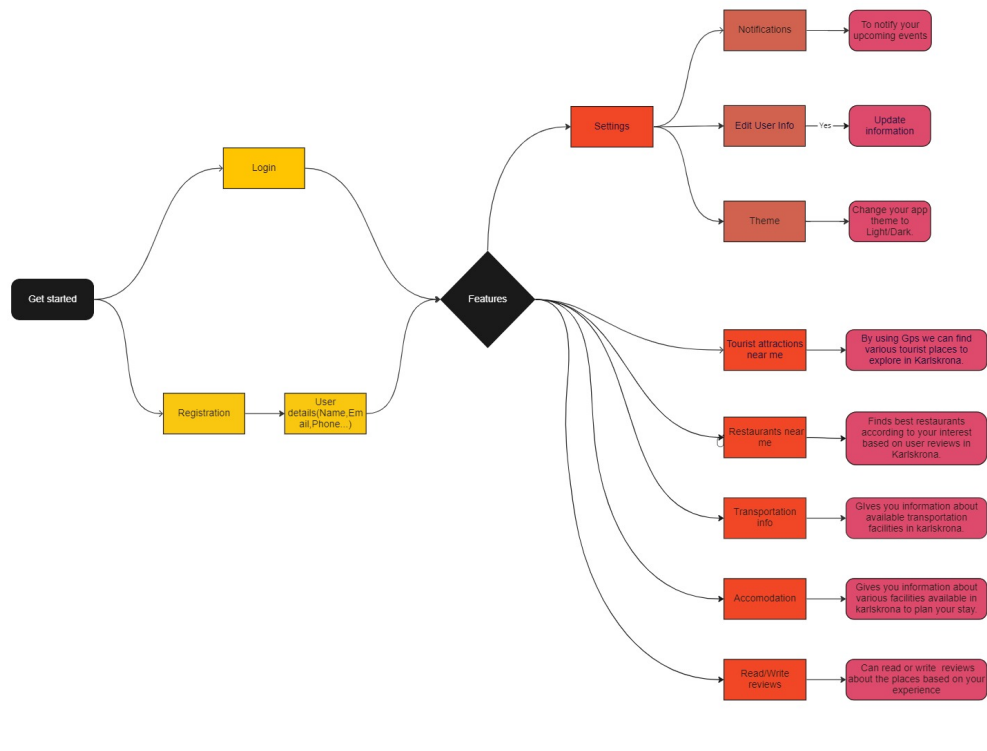 Get started
Login
Registration
User
details(Name,Em
ail,Phone...)
Features
Settings
Notifications
To notify your
upcoming events
Edit User Info
Yes
Update
information
Theme
Change your app
theme to
Light/Dark.
Tourist attractions
near me
By using Gps we can find
various tourist places to
explore in Karlskrona.
Restaurants near
me
Finds best restaurants
according to your interest
based on user reviews in
Karlskrona.
Transportation
info
GIves you information about
available transportation
facilities in karlskrona.
Accomodation
Gives you information about
various facilities available in
karlskrona to plan your stay.
Read/Write
reviews
Can read or write reviews
about the places based on your
experience